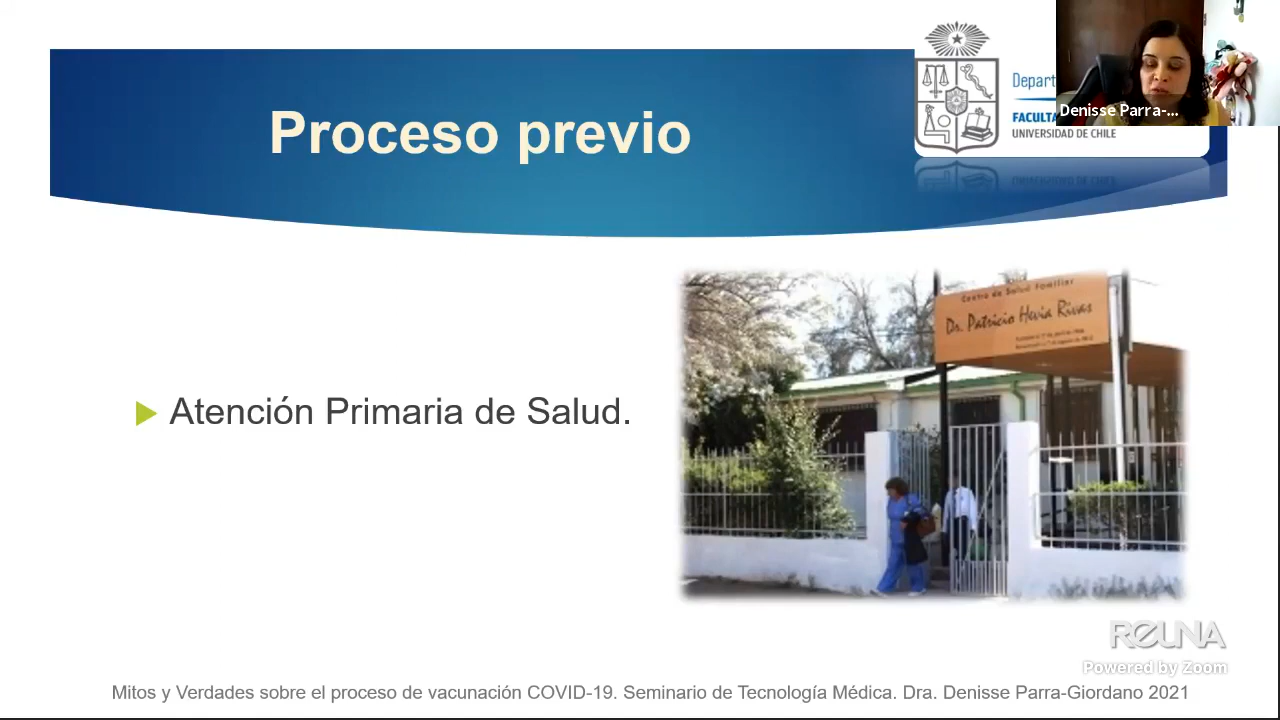 Proceso previo
Depart
FACULTA
UNIVERSIDAD DE CHILE
Denisse Parra-...
Atención Primaria de Salud.
Centro de Salud Familiar
Dr. Patricio Hevia Rivas
REUNA
Powered by Zoom
Mitos y Verdades sobre el proceso de vacunación COVID-19. Seminario de Tecnología Médica. Dra. Denisse Parra-Giordano 2021